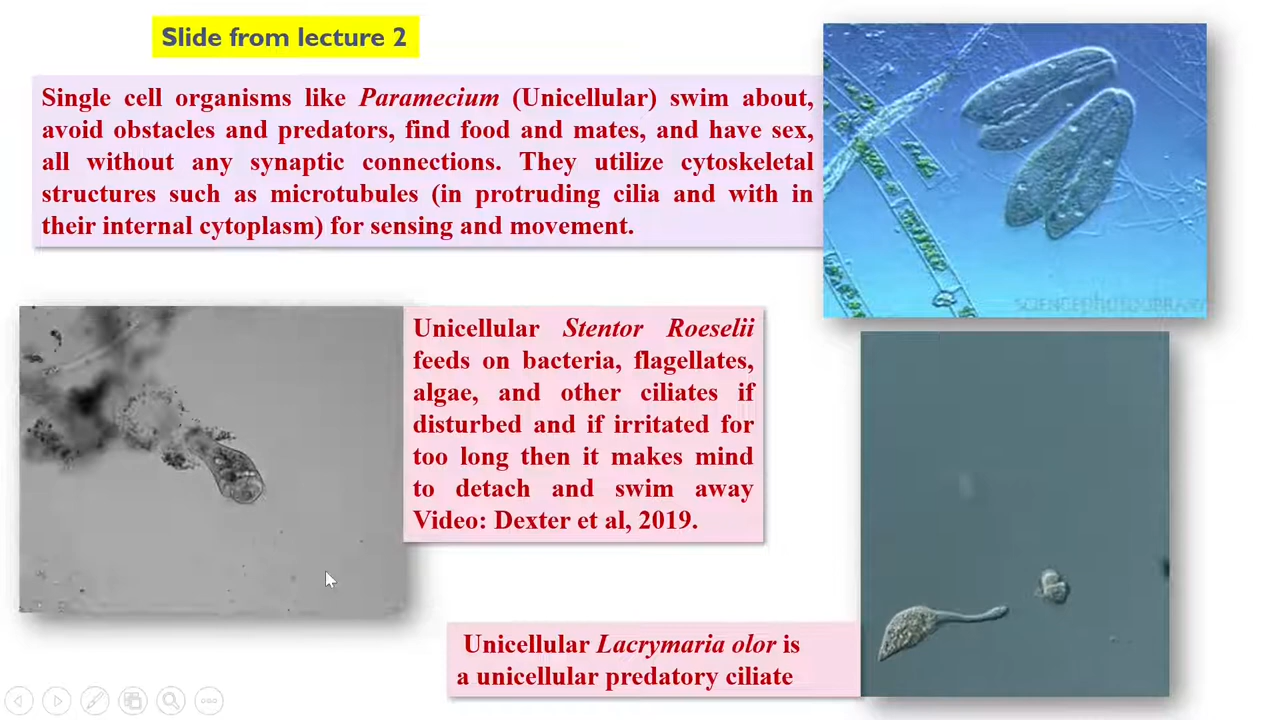 Slide from lecture 2
Single cell organisms like Paramecium (Unicellular) swim about,
avoid obstacles and predators, find food and mates, and have sex,
all without any synaptic connections. They utilize cytoskeletal
structures such as microtubules (in protruding cilia and with in
their internal cytoplasm) for sensing and movement.
SCIENCEPHOTOLIBRARY
Unicellular Stentor Roeselii
feeds on bacteria, flagellates,
algae, and other ciliates if
disturbed and if irritated for
too long then it makes mind
to detach and swim away
Video: Dexter et al, 2019.
Unicellular Lacrymaria olor is
a unicellular predatory ciliate